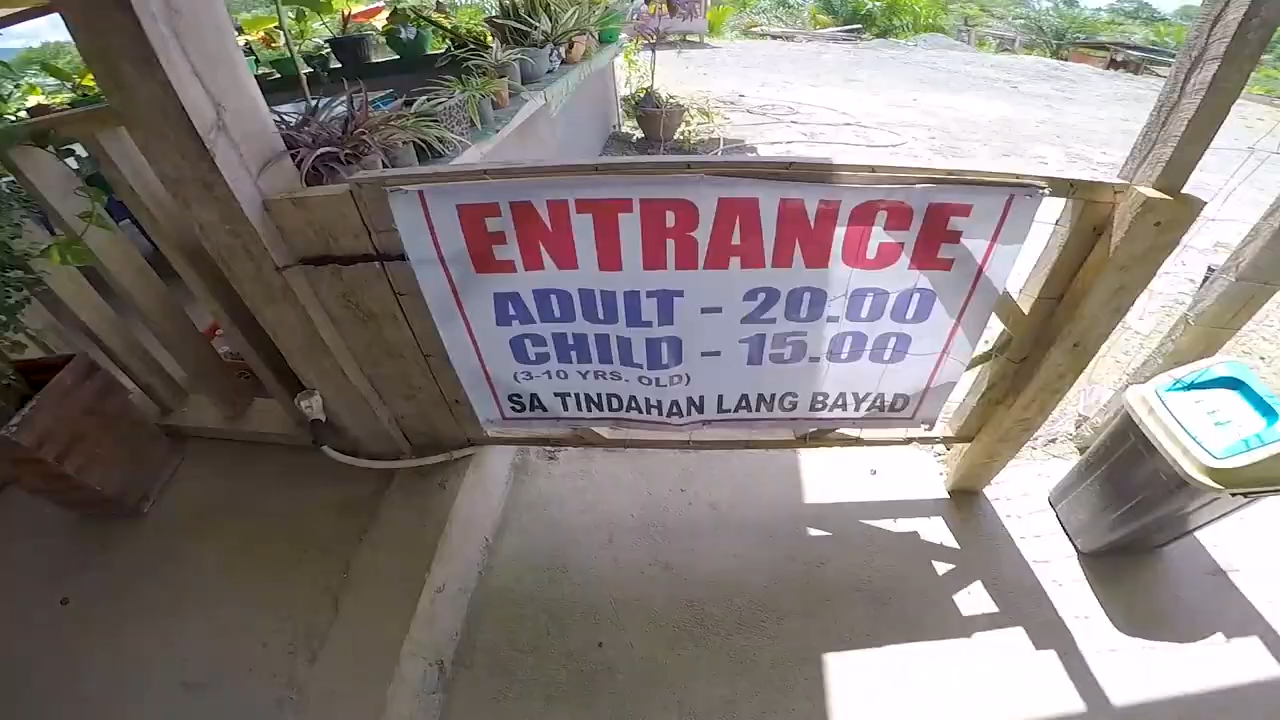 ENTRANCE
ADULT - 20.00
CHILD - 15.00
(3-10 YRS. OLD)
SA TINDAHAN LANG BAYAD